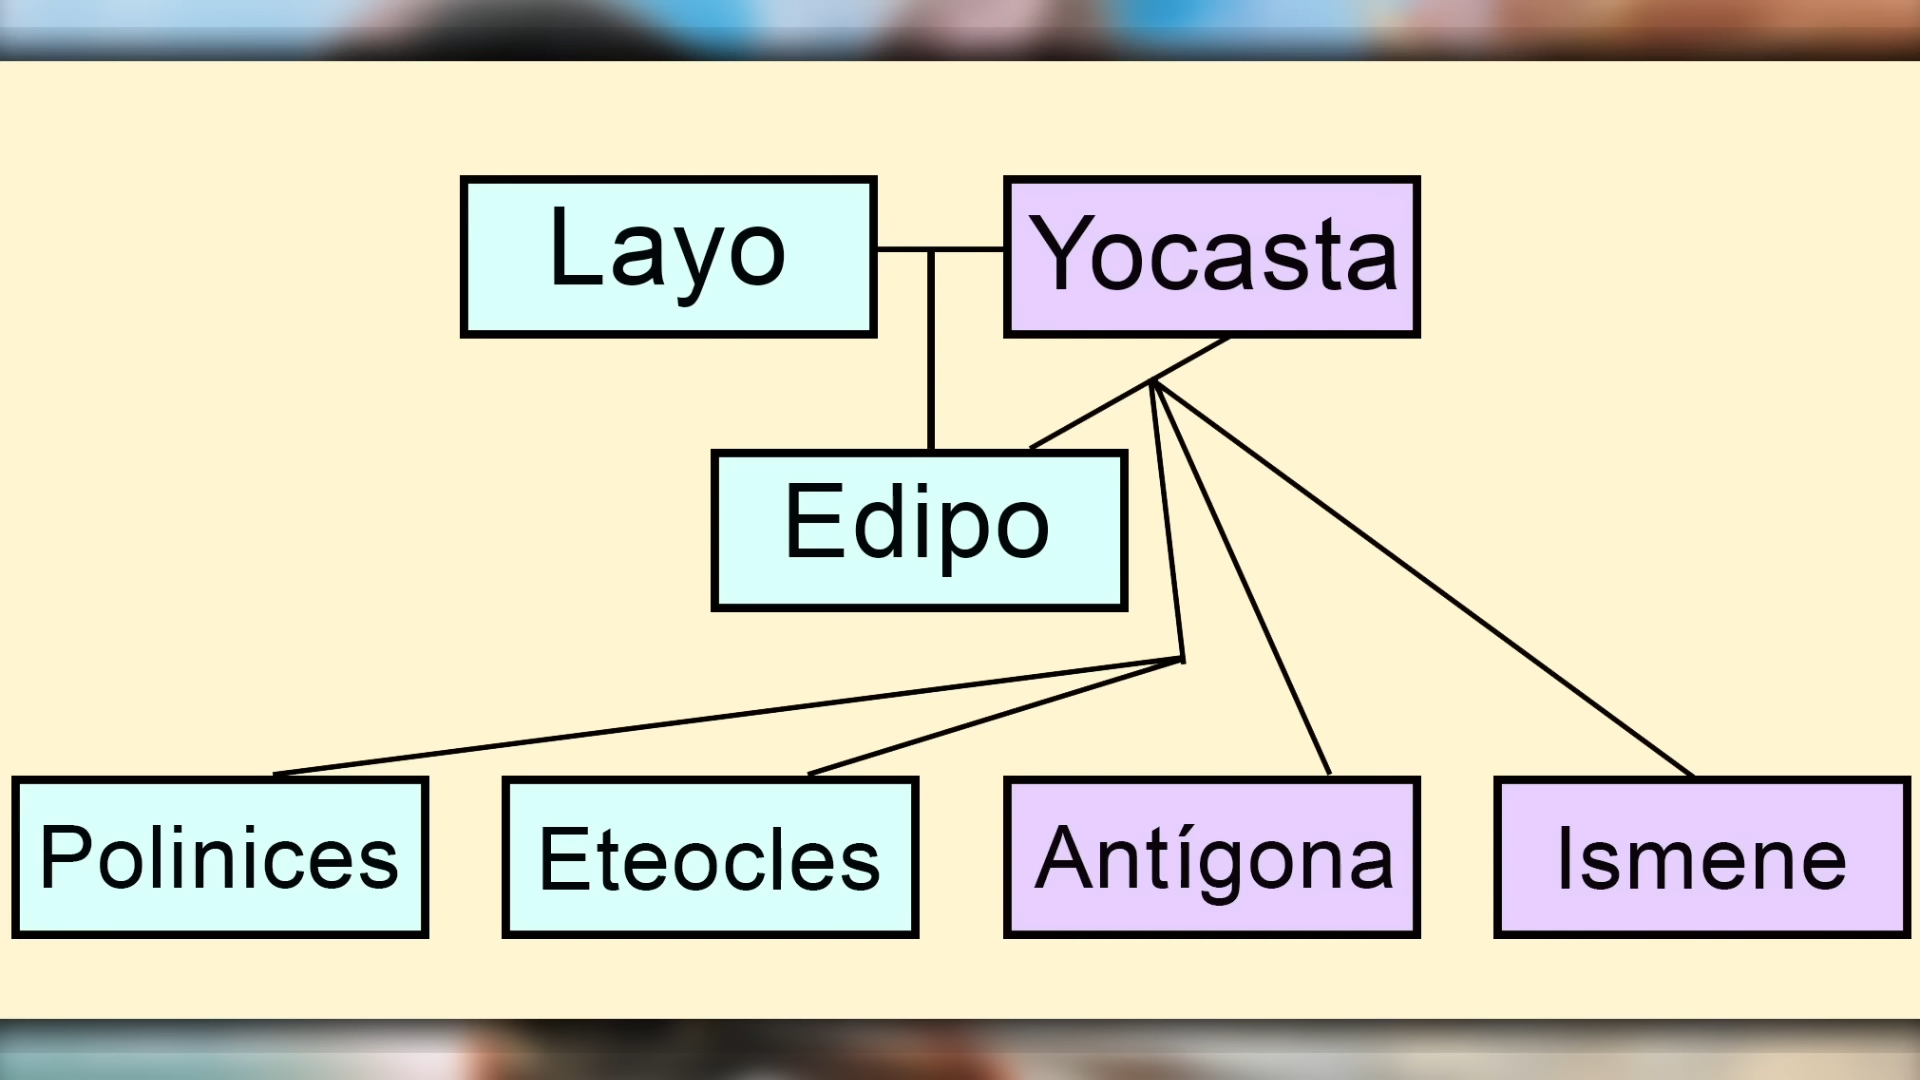 Layo
Yocasta
Edipo
Polinices
Eteocles
Antígona
Ismene